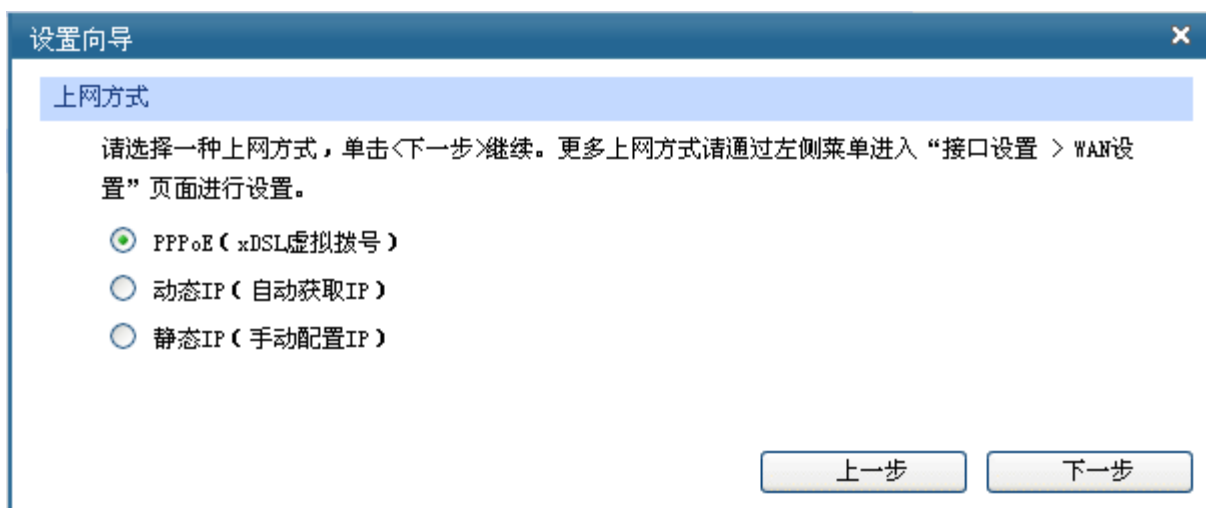 设置向导
上网方式
请选择一种上网方式，单击<下一步>继续。更多上网方式请通过左侧菜单进入“接口设置 > WAN设
置”页面进行设置。
PPPoE（xDSL虚拟拨号）
动态IP（自动获取IP）
静态IP（手动配置IP）
上一步 下一步